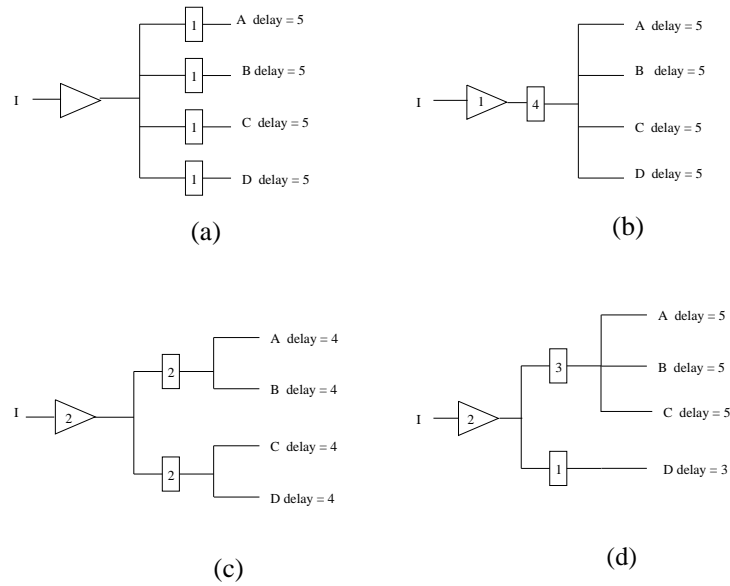 1 A delay = 5
1 B delay = 5
I
1 C delay = 5
1 D delay = 5
(a)
A delay = 5
B delay = 5
I 1 4
C delay = 5
D delay = 5
(b)
A delay = 4
2
B delay = 4
I 2
C delay = 4
2
D delay = 4
(c)
A delay = 5
3 B delay = 5
C delay = 5
I 2
1 D delay = 3
(d)